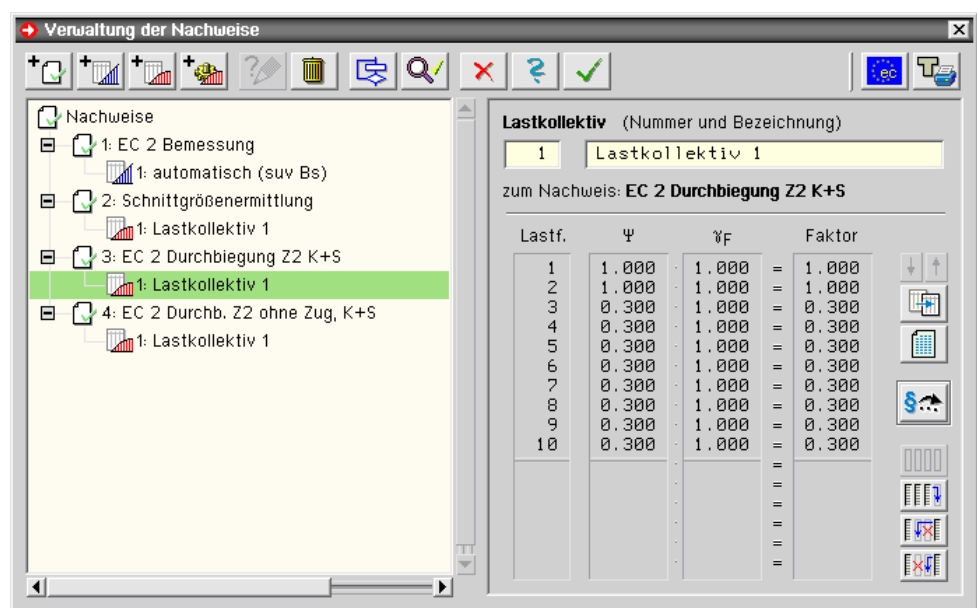 Verwaltung der Nachweise
ec
Nachweise
1: EC 2 Bemessung
1: automatisch (suv Bs)
2: Schnittgrößenermittlung
1: Lastkollektiv 1
3: EC 2 Durchbiegung Z2 K+S
1: Lastkollektiv 1
4: EC 2 Durchb. Z2 ohne Zug, K+S
1: Lastkollektiv 1
Lastkollektiv (Nummer und Bezeichnung)
1 Lastkollektiv 1
zum Nachweis: EC 2 Durchbiegung Z2 K+S
Lastf. Ψ γF Faktor
1 1.000 · 1.000 = 1.000
2 1.000 · 1.000 = 1.000
3 0.300 · 1.000 = 0.300
4 0.300 · 1.000 = 0.300
5 0.300 · 1.000 = 0.300
6 0.300 · 1.000 = 0.300
7 0.300 · 1.000 = 0.300
8 0.300 · 1.000 = 0.300
9 0.300 · 1.000 = 0.300
10 0.300 · 1.000 = 0.300
· =
· =
· =
· =
· =
· =
§